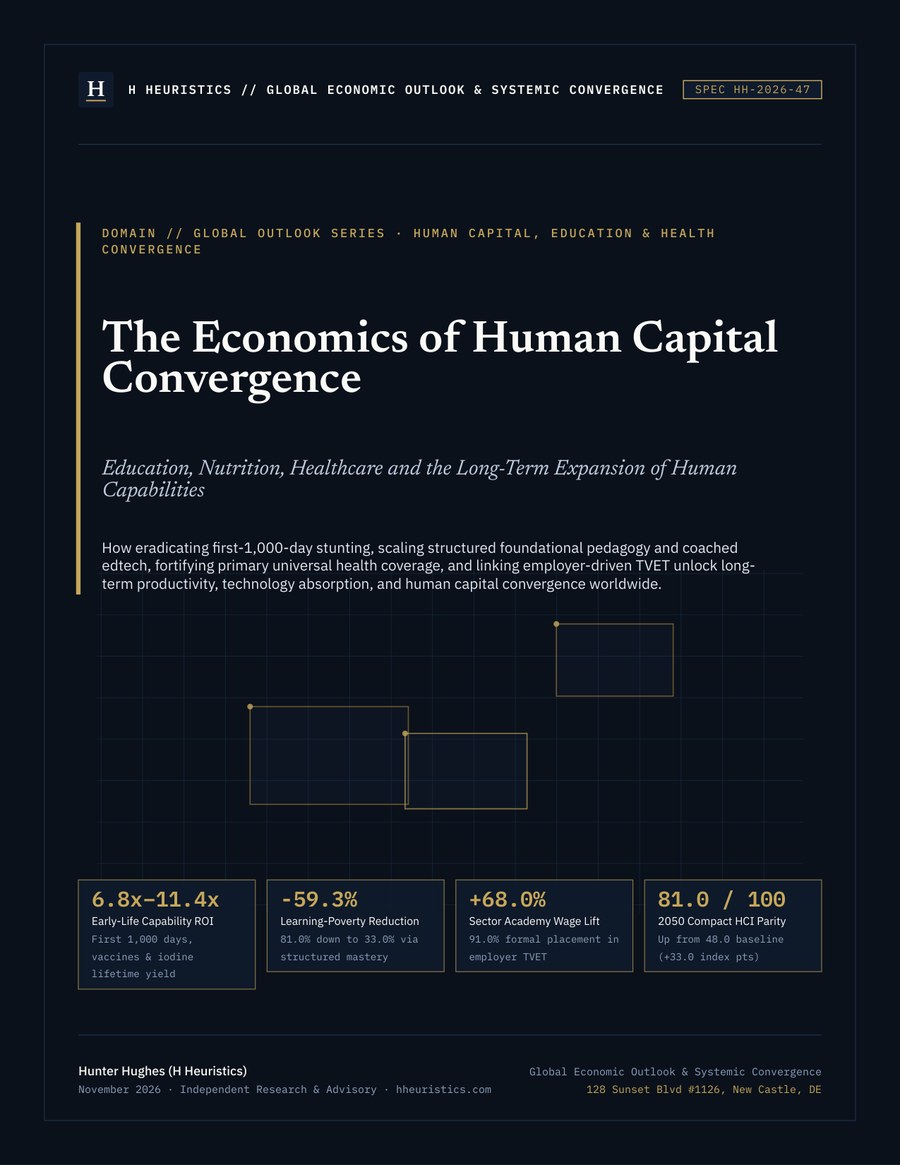 H
H HEURISTICS // GLOBAL ECONOMIC OUTLOOK & SYSTEMIC CONVERGENCE
SPEC HH-2026-47
DOMAIN // GLOBAL OUTLOOK SERIES · HUMAN CAPITAL, EDUCATION & HEALTH
CONVERGENCE
The Economics of Human Capital
Convergence
Education, Nutrition, Healthcare and the Long-Term Expansion of Human
Capabilities
How eradicating first-1,000-day stunting, scaling structured foundational pedagogy and coached
edtech, fortifying primary universal health coverage, and linking employer-driven TVET unlock long-
term productivity, technology absorption, and human capital convergence worldwide.
6.8x–11.4x
Early-Life Capability ROI
First 1,000 days,
vaccines & iodine
lifetime yield
-59.3%
Learning-Poverty Reduction
81.0% down to 33.0% via
structured mastery
+68.0%
Sector Academy Wage Lift
91.0% formal placement in
employer TVET
81.0 / 100
2050 Compact HCI Parity
Up from 48.0 baseline
(+33.0 index pts)
Hunter Hughes (H Heuristics)
November 2026 · Independent Research & Advisory · hheuristics.com
Global Economic Outlook & Systemic Convergence
128 Sunset Blvd #1126, New Castle, DE